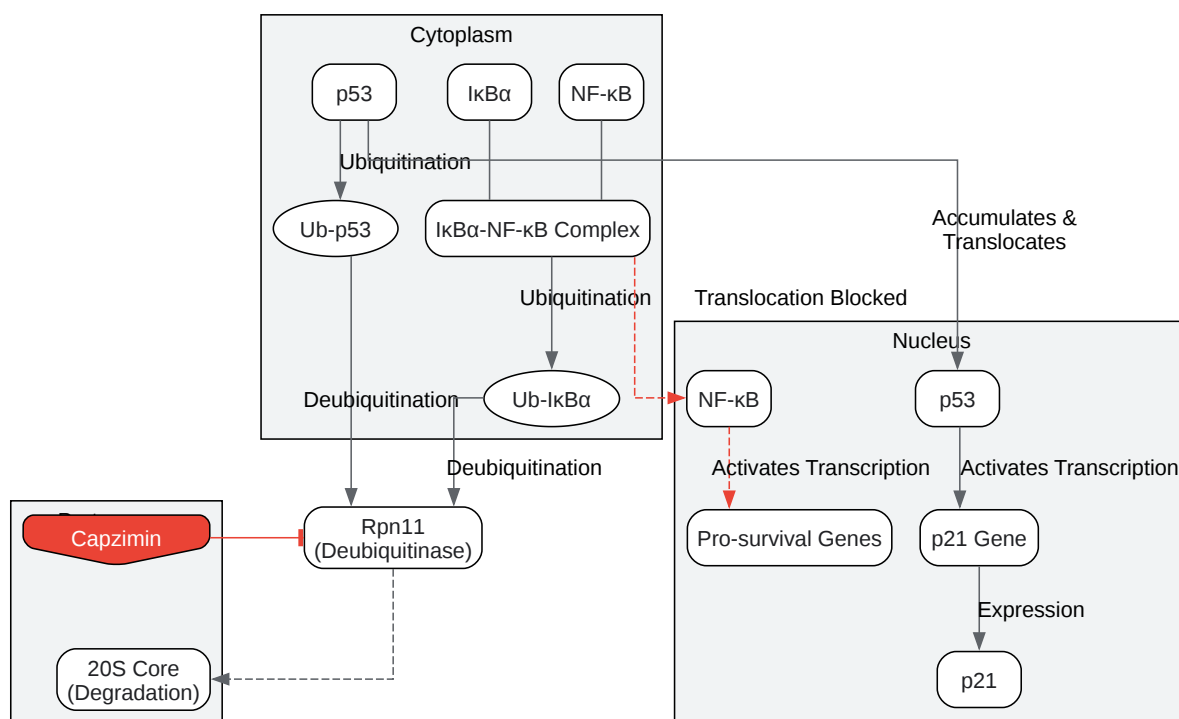 Cytoplasm
p53
IκBα
NF-κB
Ubiquitination
Ub-p53
IκBα-NF-κB Complex
Accumulates &
Translocates
Ubiquitination
Translocation Blocked
Nucleus
Deubiquitination
Ub-IκBα
NF-κB
p53
Deubiquitination
Activates Transcription
Activates Transcription
Capzimin
Rpn11
(Deubiquitinase)
Pro-survival Genes
p21 Gene
Expression
20S Core
(Degradation)
p21